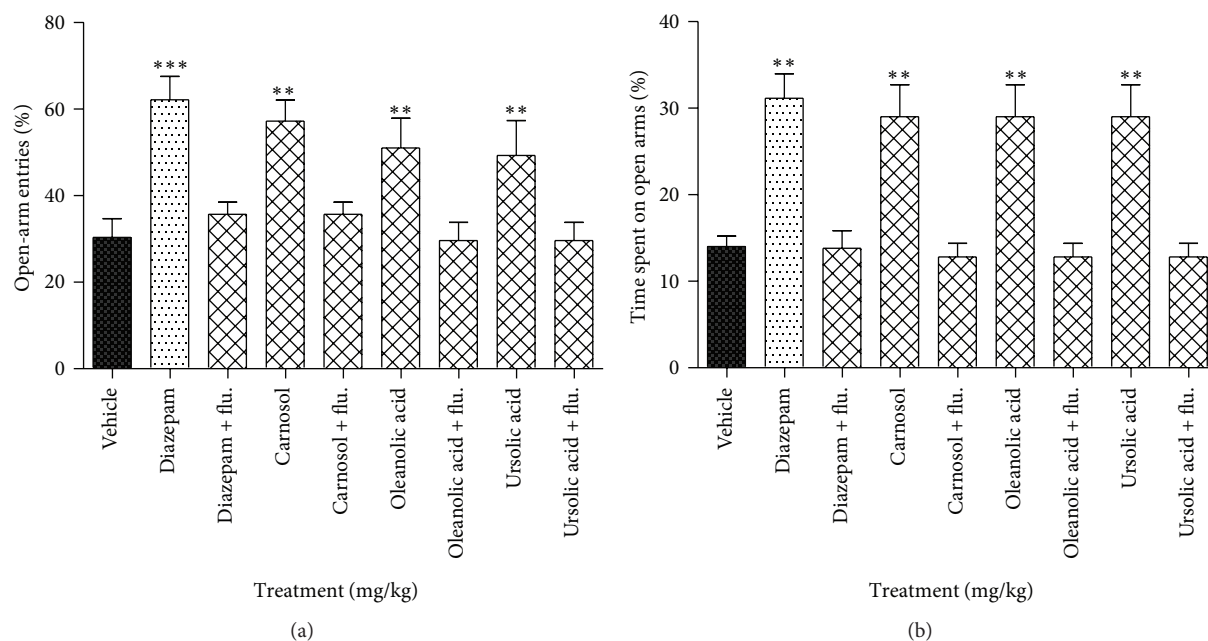 80
60
40
20
0
Open-arm entries (%)
***
**
**
**
Vehicle
Diazepam
Diazepam + flu.
Carnosol
Carnosol + flu.
Oleanolic acid
Oleanolic acid + flu.
Ursolic acid
Ursolic acid + flu.
Treatment (mg/kg)
(a)
40
30
20
10
0
Time spent on open arms (%)
**
**
**
**
Vehicle
Diazepam
Diazepam + flu.
Carnosol
Carnosol + flu.
Oleanolic acid
Oleanolic acid + flu.
Ursolic acid
Ursolic acid + flu.
Treatment (mg/kg)
(b)